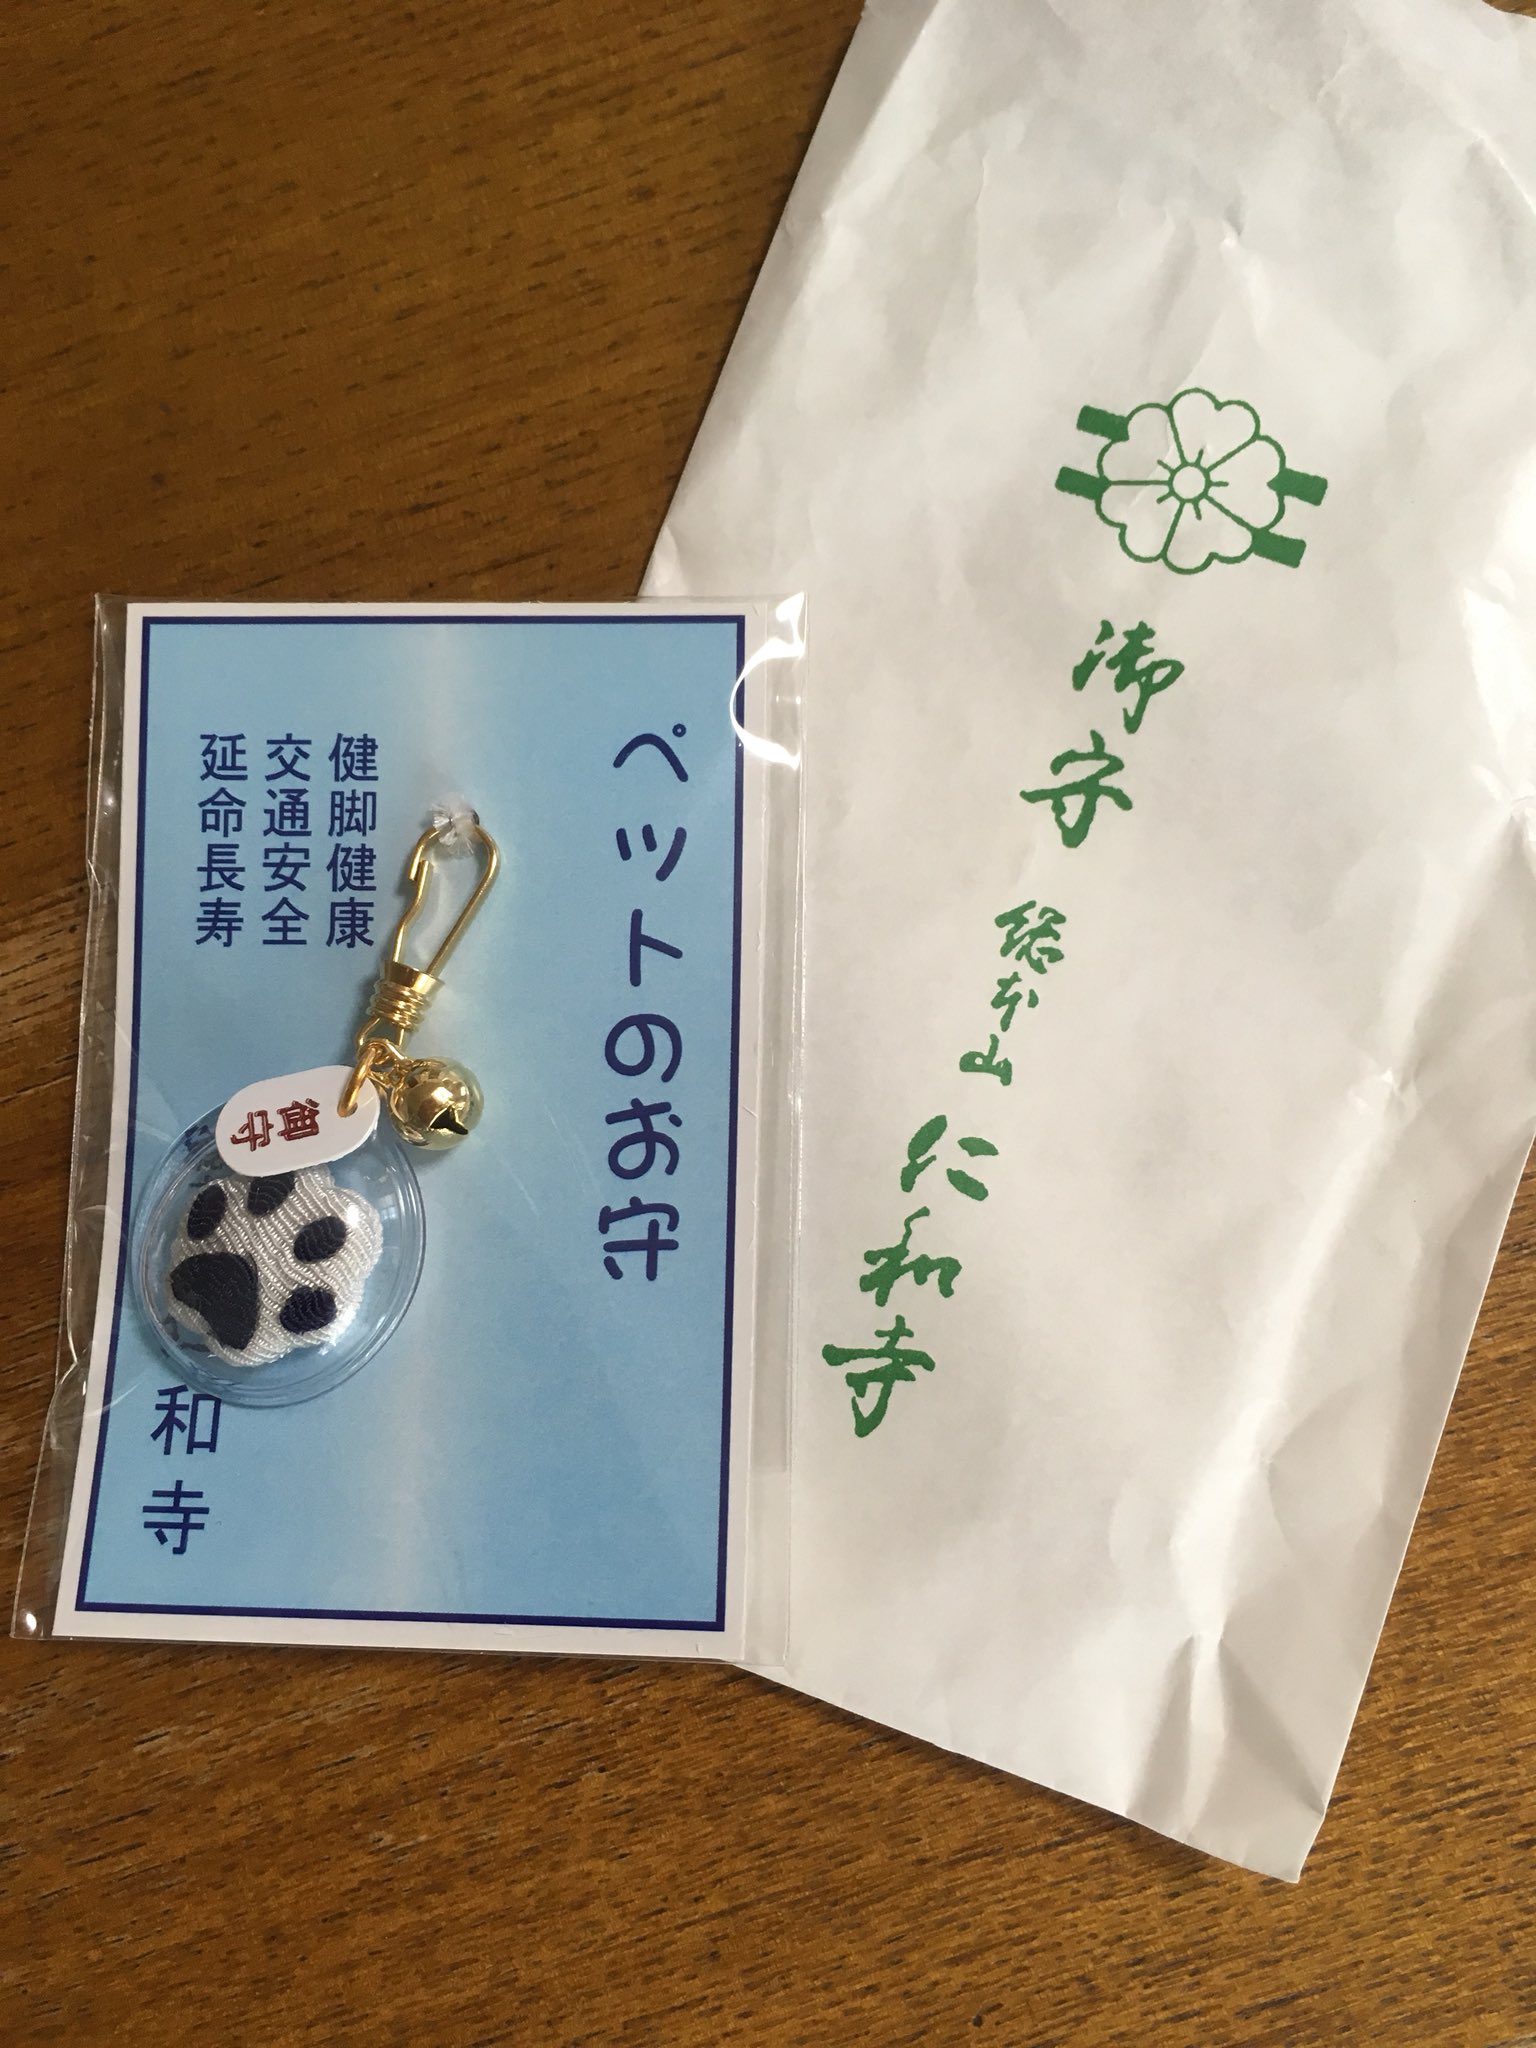 ペットのお守
健脚健康
交通安全
延命長寿
和寺
御守
御守
総本山
仁和寺